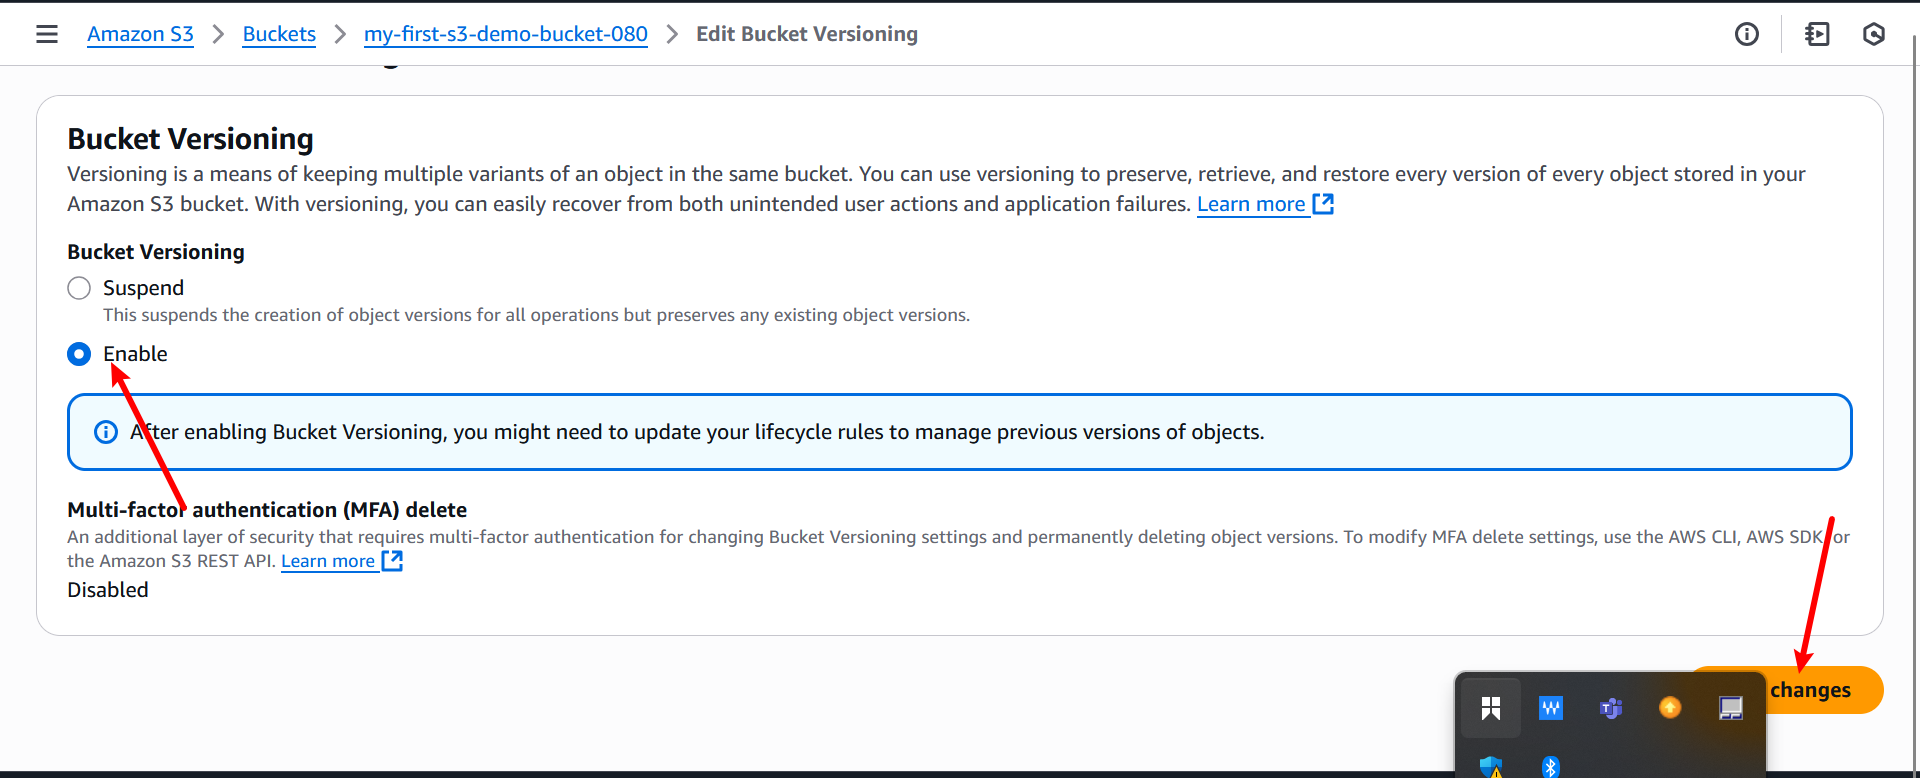 Amazon S3 > Buckets > my-first-s3-demo-bucket-080 > Edit Bucket Versioning
Bucket Versioning
Versioning is a means of keeping multiple variants of an object in the same bucket. You can use versioning to preserve, retrieve, and restore every version of every object stored in your
Amazon S3 bucket. With versioning, you can easily recover from both unintended user actions and application failures. Learn more
Bucket Versioning
Suspend
This suspends the creation of object versions for all operations but preserves any existing object versions.
Enable
After enabling Bucket Versioning, you might need to update your lifecycle rules to manage previous versions of objects.
Multi-factor authentication (MFA) delete
An additional layer of security that requires multi-factor authentication for changing Bucket Versioning settings and permanently deleting object versions. To modify MFA delete settings, use the AWS CLI, AWS SDK, or
the Amazon S3 REST API. Learn more
Disabled
changes